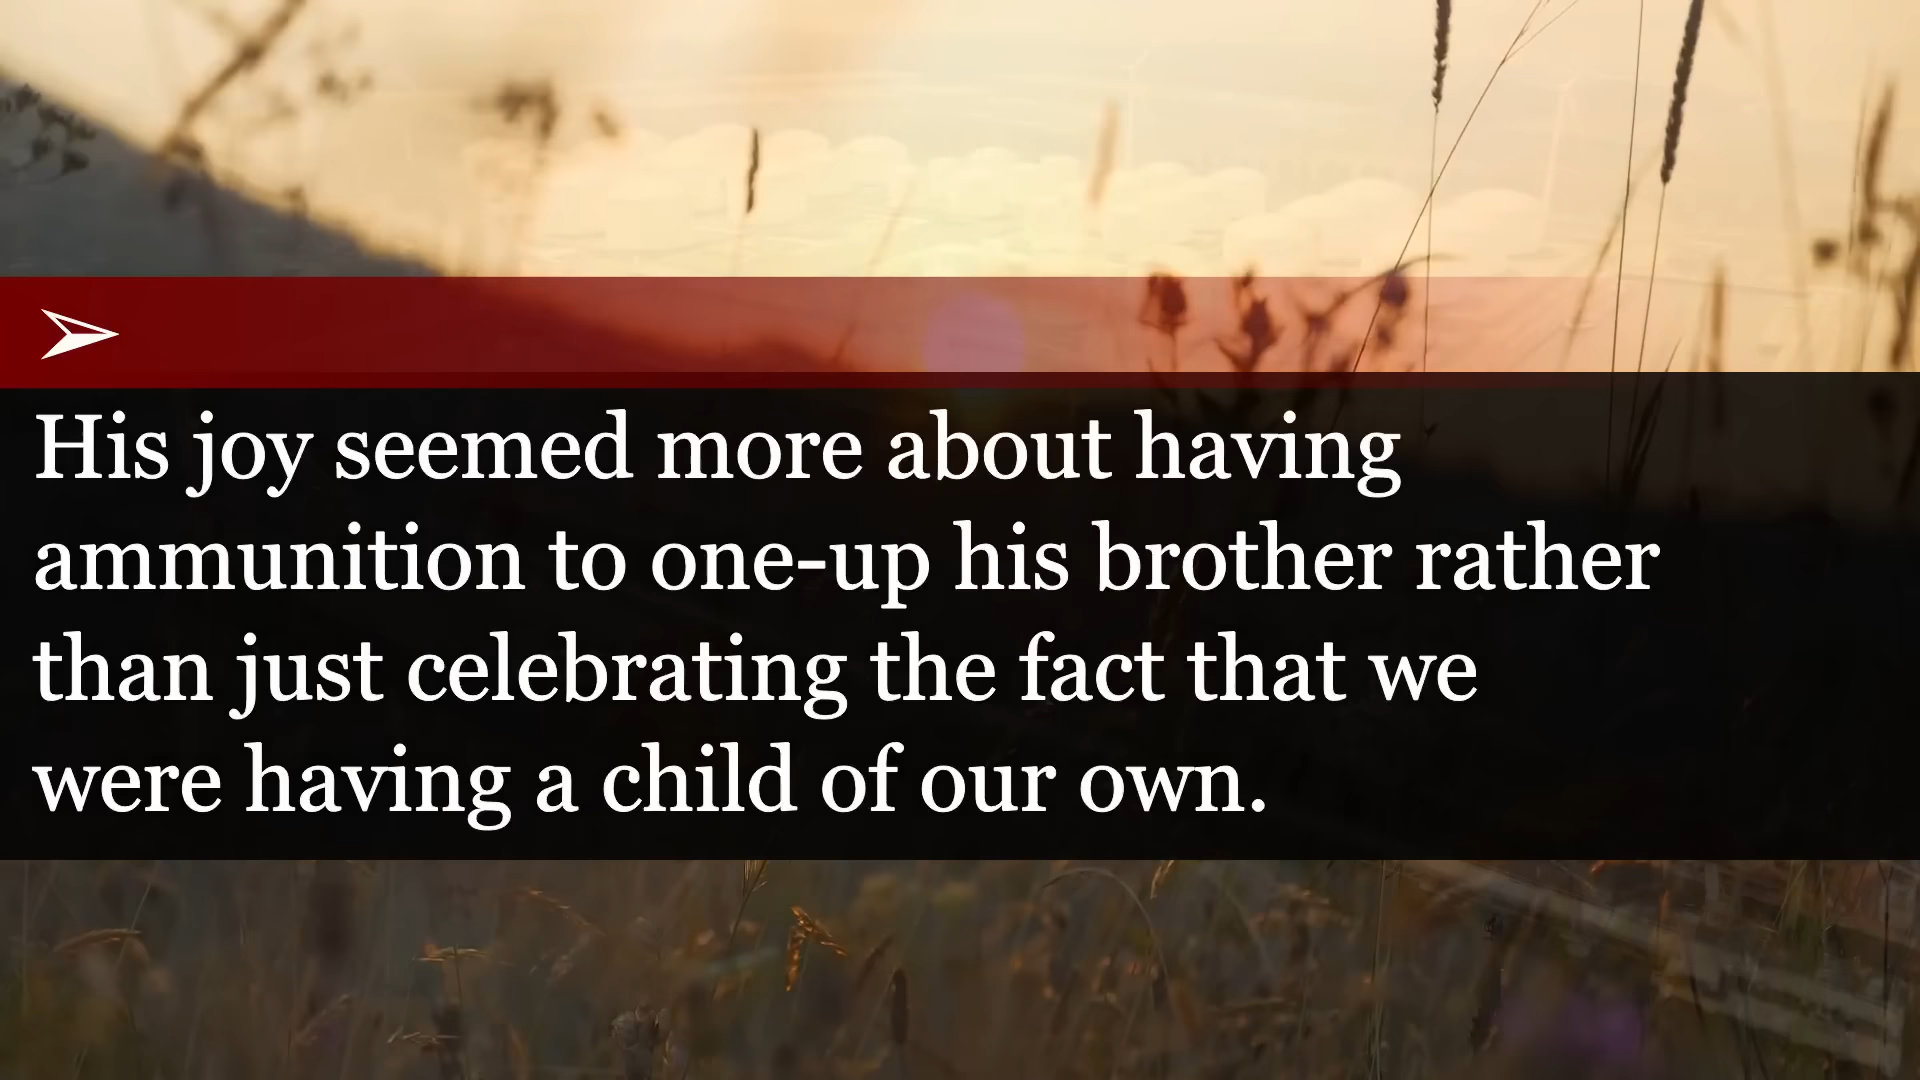 His joy seemed more about having
ammunition to one-up his brother rather
than just celebrating the fact that we
were having a child of our own.